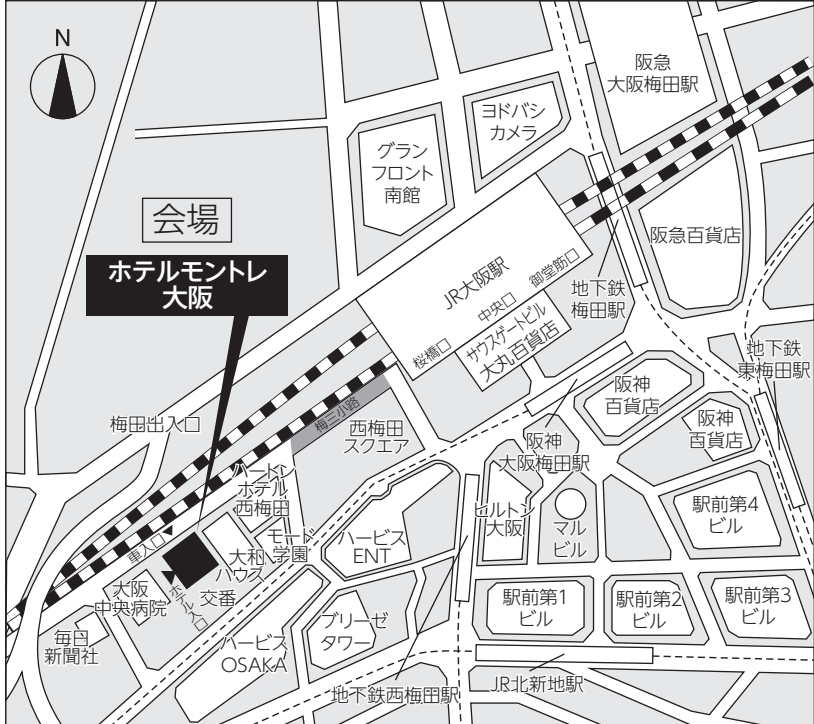 N
阪急
大阪梅田駅
ヨドバシ
カメラ
グラン
フロント
南館
会場
阪急百貨店
ホテルモントレ
大阪
JR大阪駅
御堂筋口
中央口
桜橋口
地下鉄
梅田駅
サウスゲートビル
大丸百貨店
地下鉄
東梅田駅
阪神
百貨店
梅田出入口
梅三小路
西梅田
スクエア
阪神
大阪梅田駅
阪神
百貨店
ハートン
ホテル
西梅田
ヒルトン
大阪
マル
ビル
駅前第4
ビル
車入口
モード
学園
ハービス
ENT
大和
ハウス
大阪
中央病院
ホテル入口
交番
駅前第1
ビル
駅前第2
ビル
駅前第3
ビル
毎日
新聞社
ハービス
OSAKA
ブリーゼ
タワー
地下鉄西梅田駅
JR北新地駅